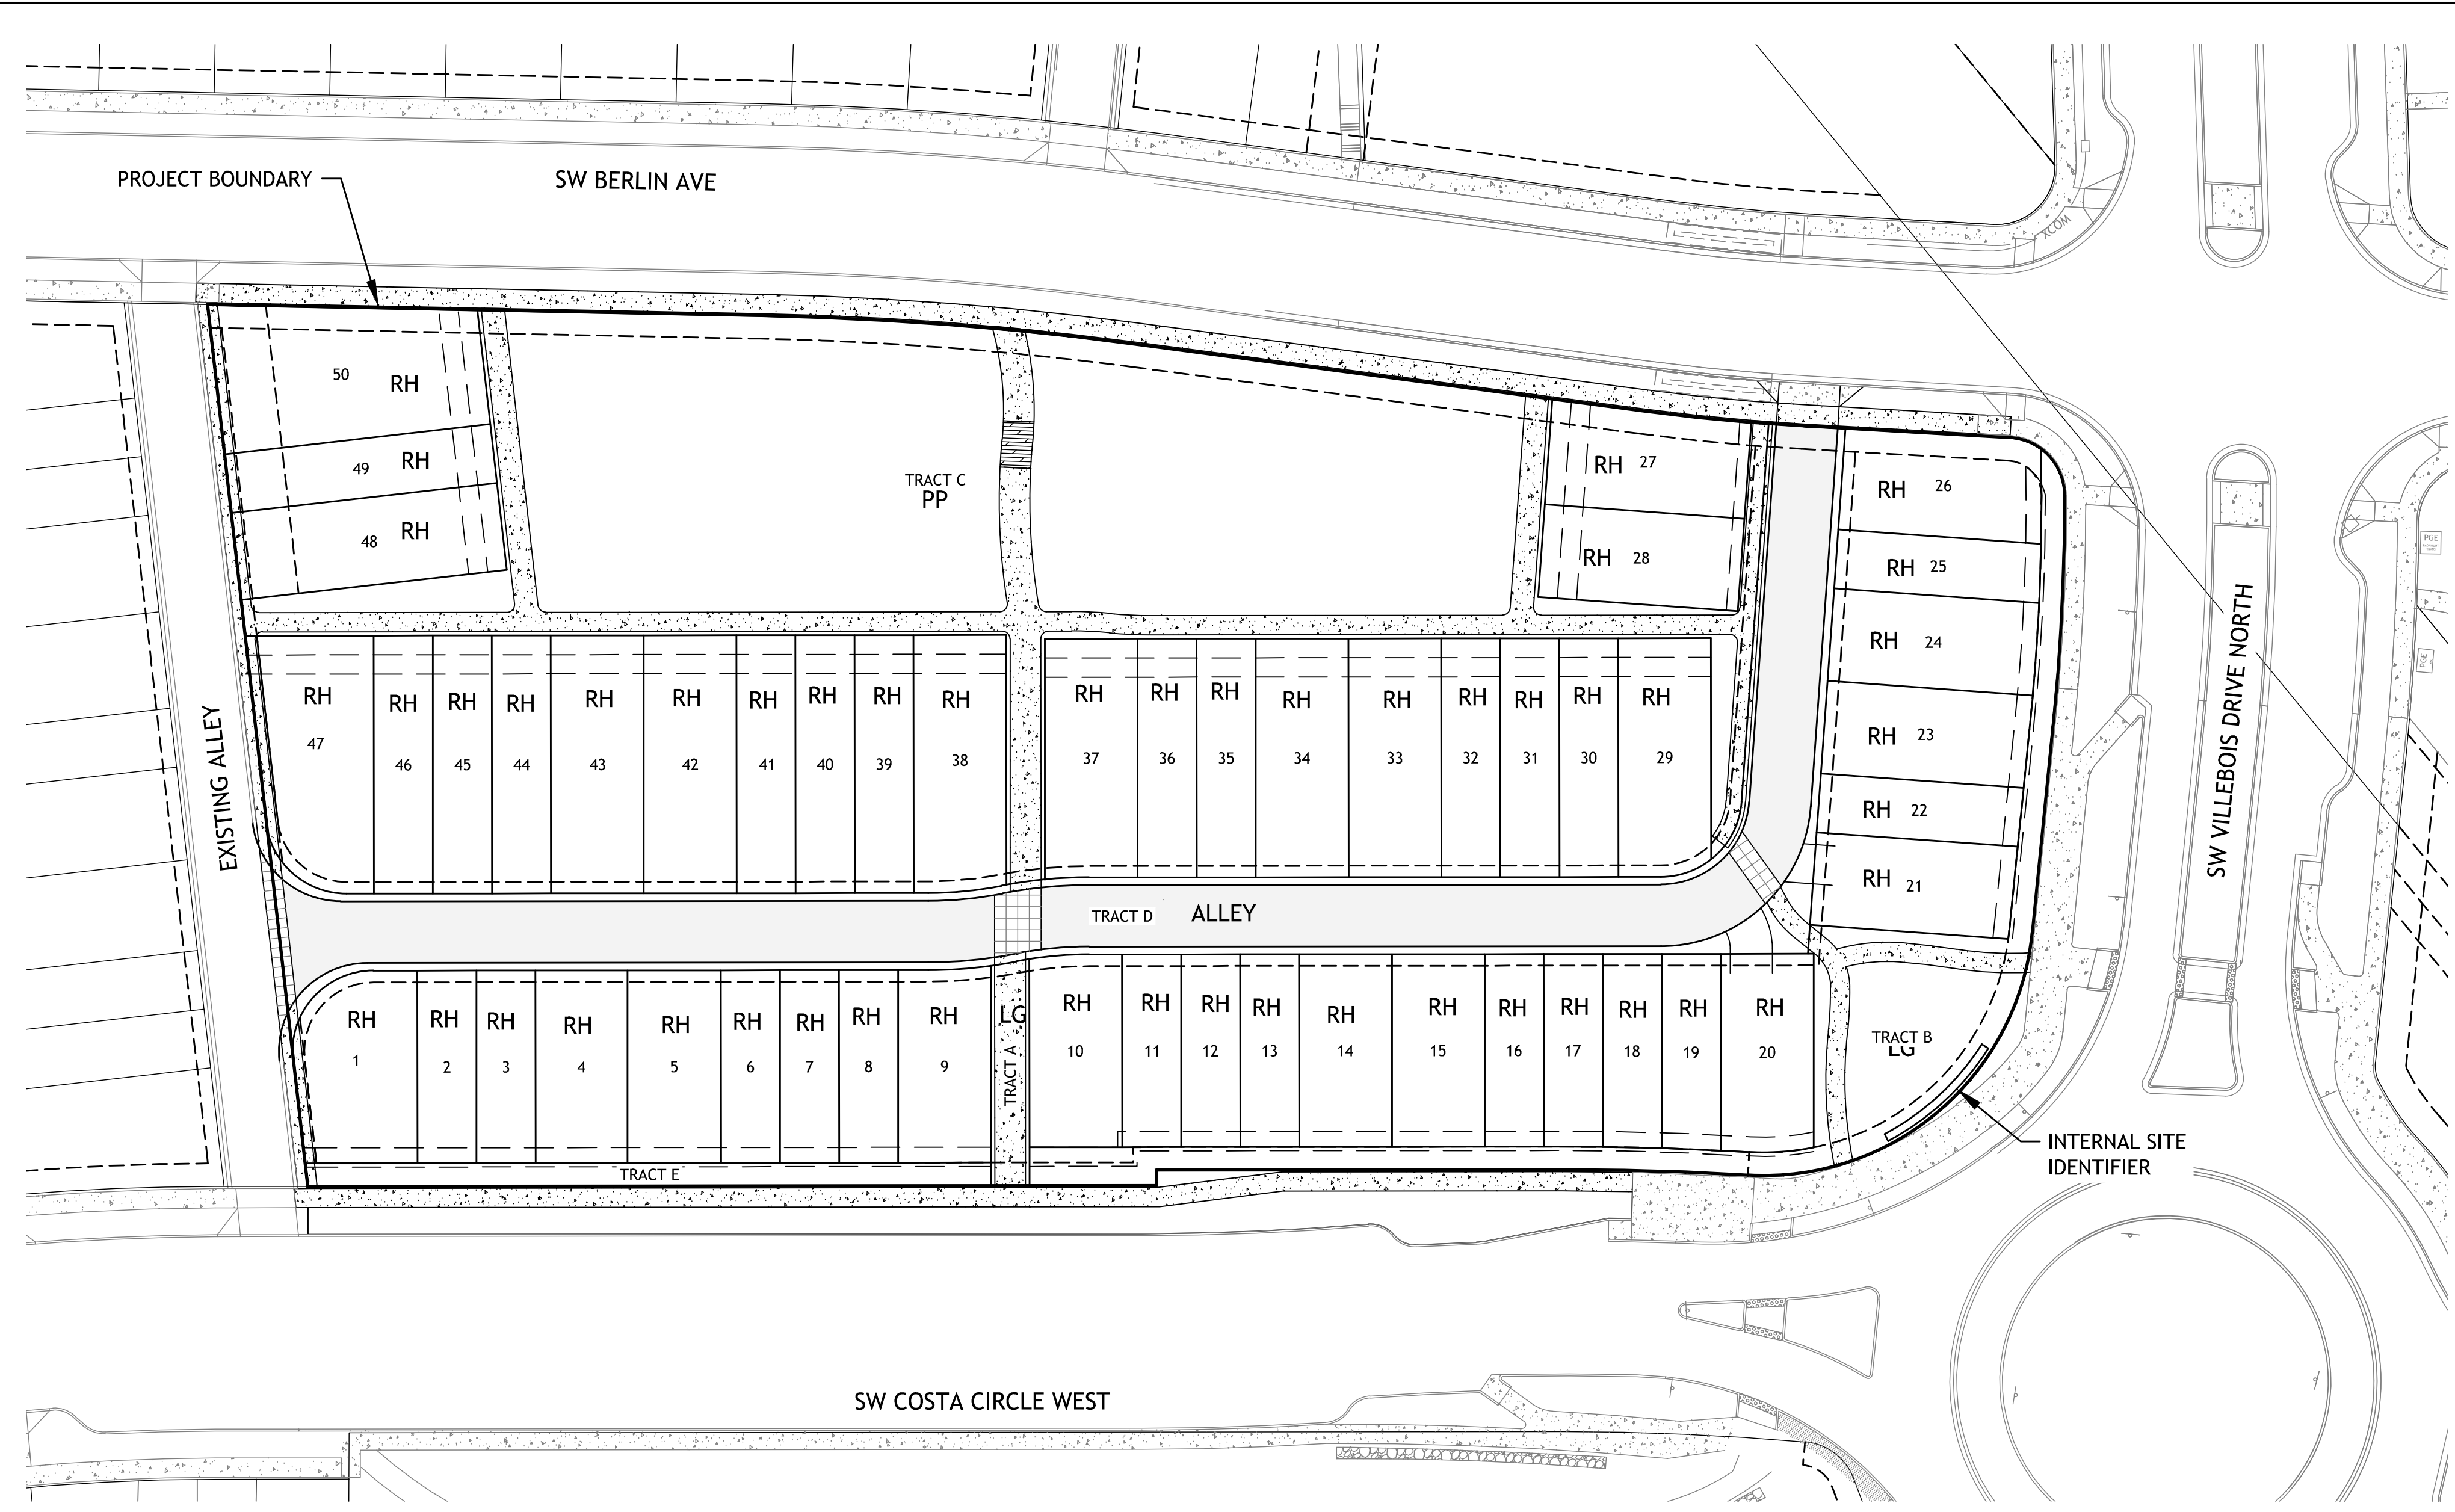 PROJECT BOUNDARY
SW BERLIN AVE
XCOM
50 RH
49 RH
48 RH
TRACT C
PP
RH 27
RH 28
RH 26
RH 25
RH 24
RH 23
RH 22
RH 21
PGE
PGE
SW VILLEBOIS DRIVE NORTH
EXISTING ALLEY
RH RH RH RH RH RH RH RH RH RH RH RH RH RH RH RH RH RH RH
47 46 45 44 43 42 41 40 39 38 37 36 35 34 33 32 31 30 29
TRACT D ALLEY
RH RH RH RH RH RH RH RH RH LG RH RH RH RH RH RH RH RH RH RH RH
1 2 3 4 5 6 7 8 9 TRACT A 10 11 12 13 14 15 16 17 18 19 20
TRACT B
LG
TRACT E
INTERNAL SITE
IDENTIFIER
SW COSTA CIRCLE WEST